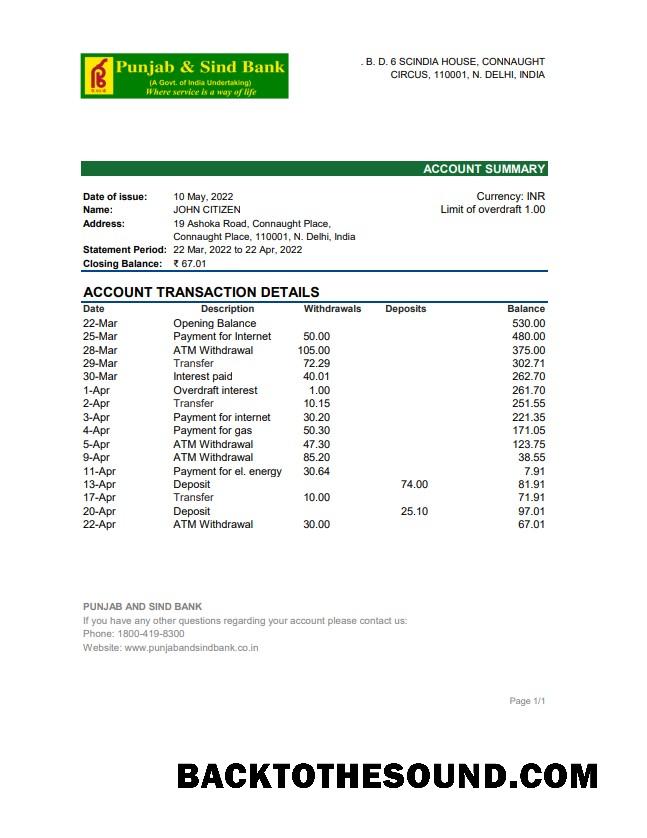 Punjab & Sind Bank
(A Govt. of India Undertaking)
Where service is a way of life
. B. D. 6 SCINDIA HOUSE, CONNAUGHT
CIRCUS, 110001, N. DELHI, INDIA
ACCOUNT SUMMARY
Date of issue: 10 May, 2022 Currency: INR
Name: JOHN CITIZEN Limit of overdraft 1.00
Address: 19 Ashoka Road, Connaught Place,
Connaught Place, 110001, N. Delhi, India
Statement Period: 22 Mar, 2022 to 22 Apr, 2022
Closing Balance: ₹ 67.01
ACCOUNT TRANSACTION DETAILS
Date Description Withdrawals Deposits Balance
22-Mar Opening Balance 530.00
25-Mar Payment for Internet 50.00 480.00
28-Mar ATM Withdrawal 105.00 375.00
29-Mar Transfer 72.29 302.71
30-Mar Interest paid 40.01 262.70
1-Apr Overdraft interest 1.00 261.70
2-Apr Transfer 10.15 251.55
3-Apr Payment for internet 30.20 221.35
4-Apr Payment for gas 50.30 171.05
5-Apr ATM Withdrawal 47.30 123.75
9-Apr ATM Withdrawal 85.20 38.55
11-Apr Payment for el. energy 30.64 7.91
13-Apr Deposit 74.00 81.91
17-Apr Transfer 10.00 71.91
20-Apr Deposit 25.10 97.01
22-Apr ATM Withdrawal 30.00 67.01
PUNJAB AND SIND BANK
If you have any other questions regarding your account please contact us:
Phone: 1800-419-8300
Website: www.punjabandsindbank.co.in
Page 1/1
BACKTOTHESOUND.COM